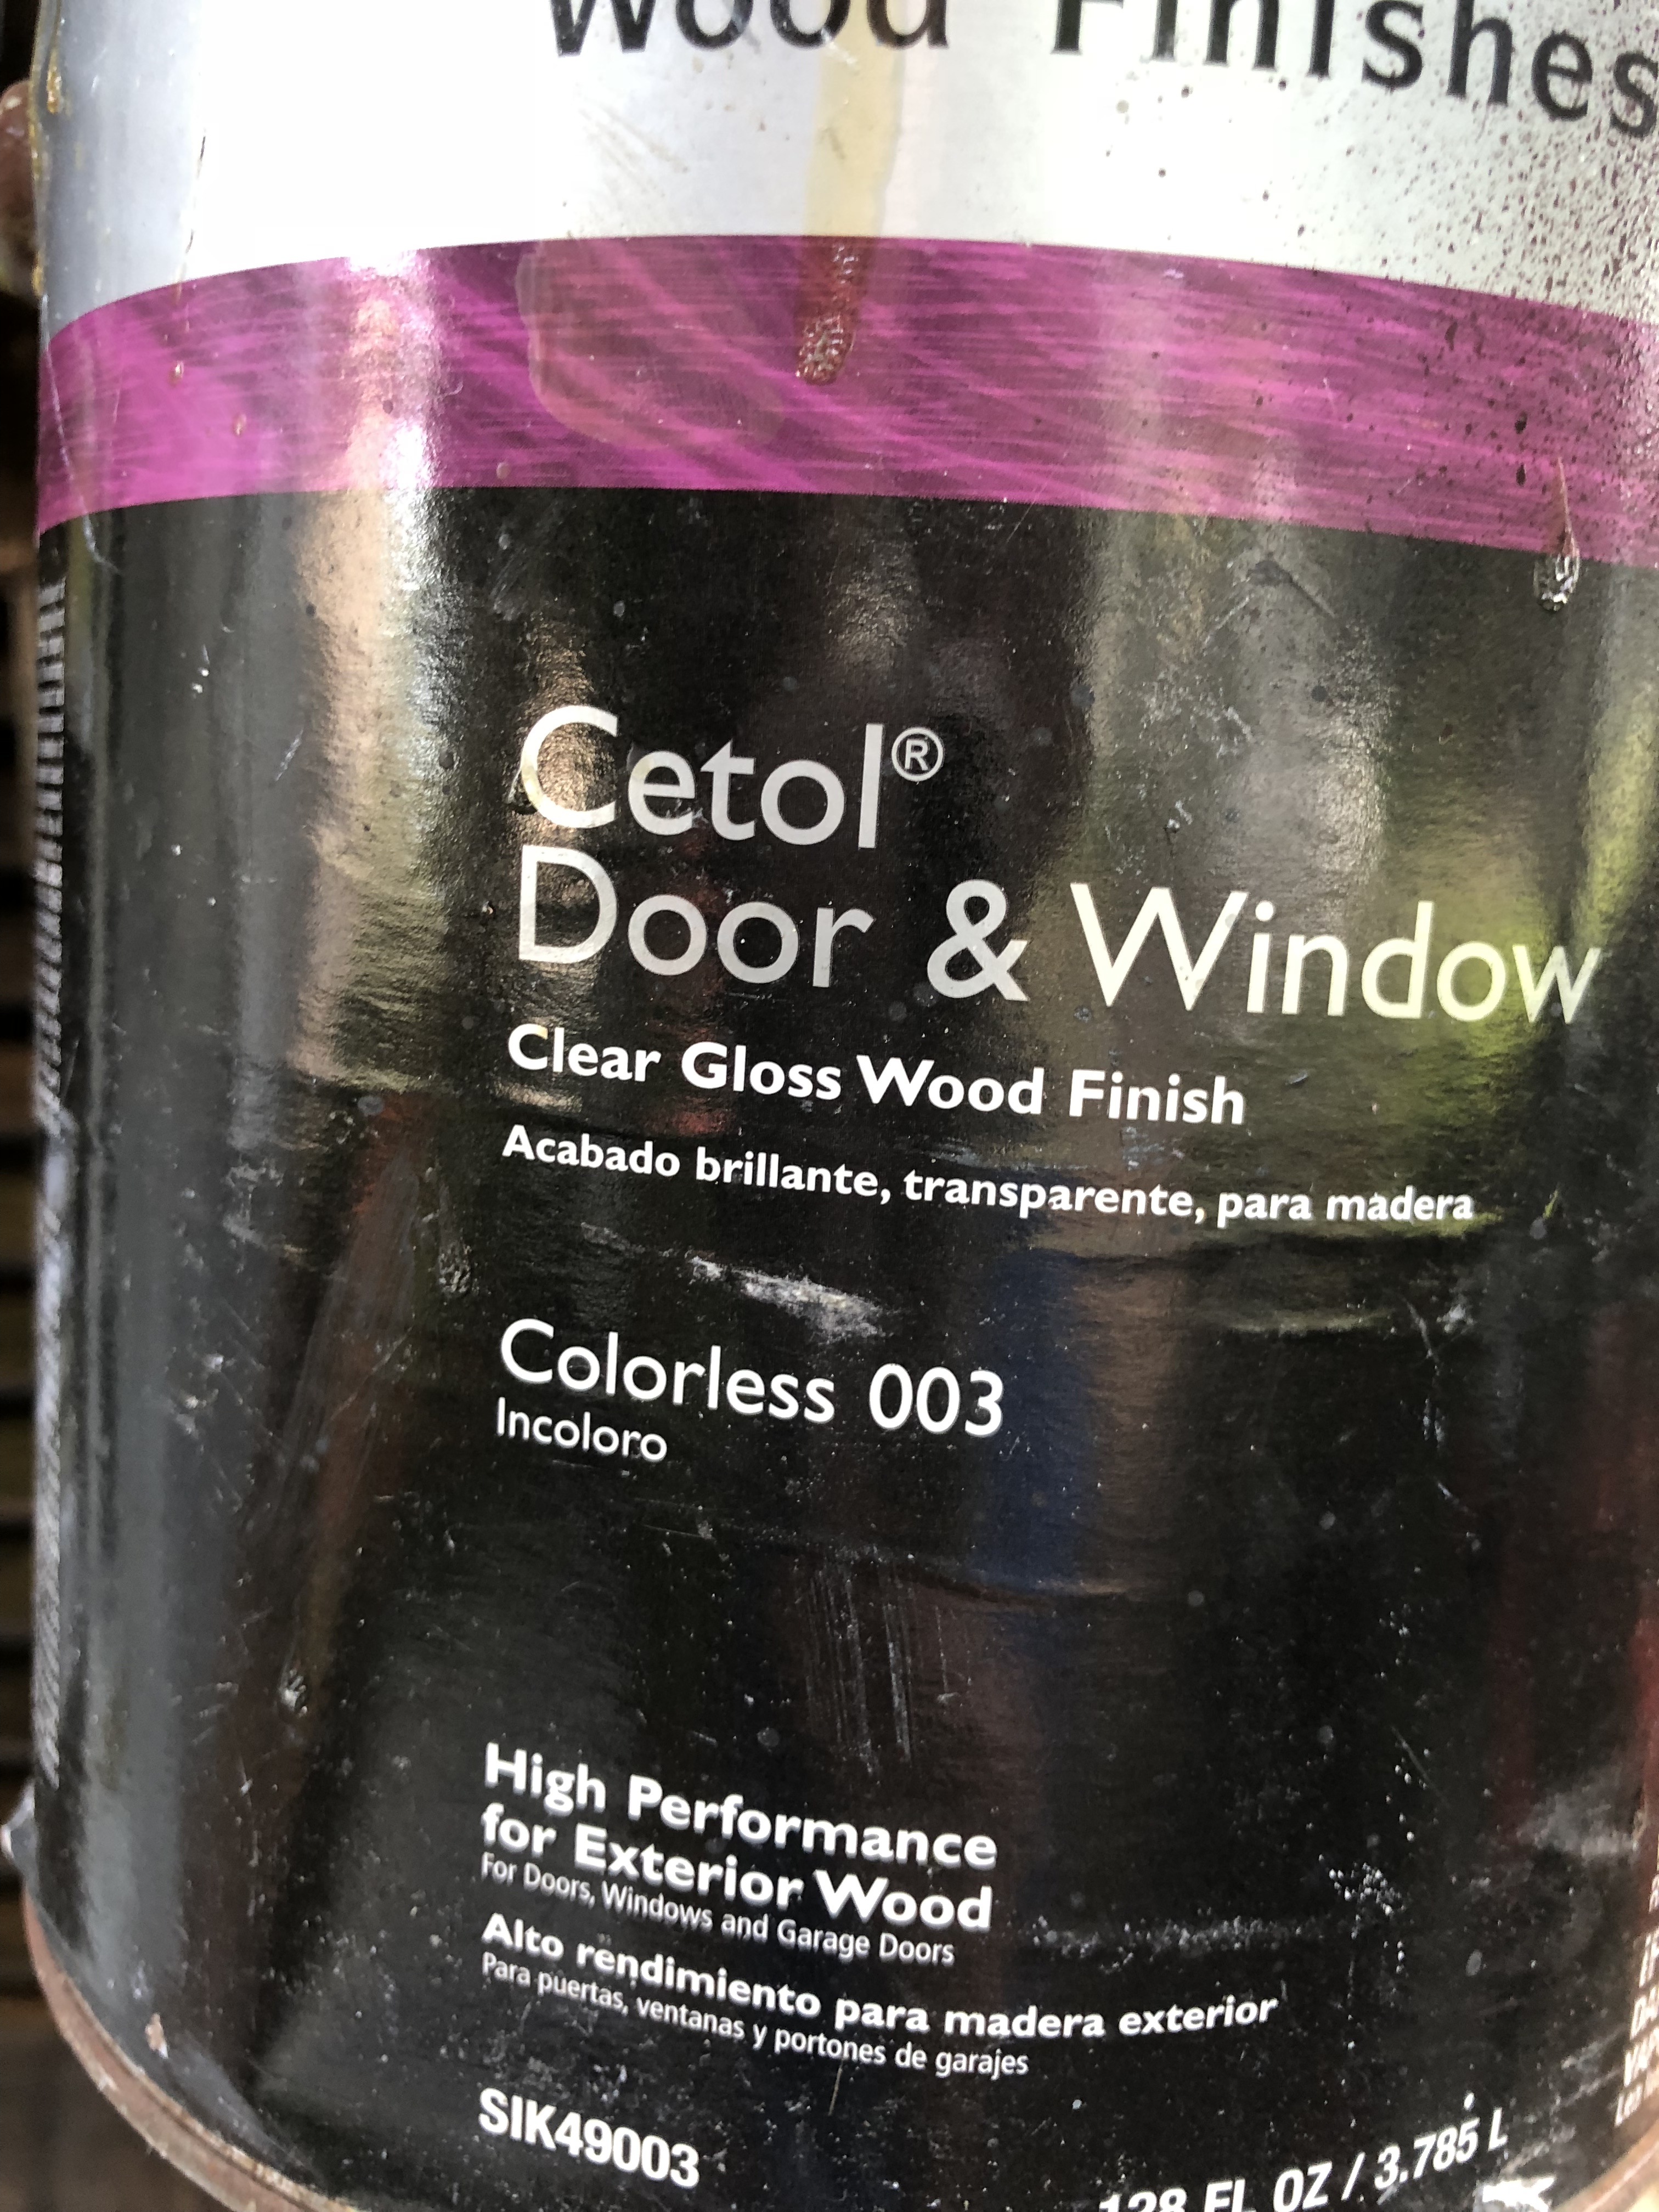 Wood Finishes
Cetol®
Door & Window
Clear Gloss Wood Finish
Acabado brillante, transparente, para madera
Colorless 003
Incoloro
High Performance
for Exterior Wood
For Doors, Windows and Garage Doors
Alto rendimiento para madera exterior
Para puertas, ventanas y portones de garajes
SIK49003
128 FL OZ / 3.785 L